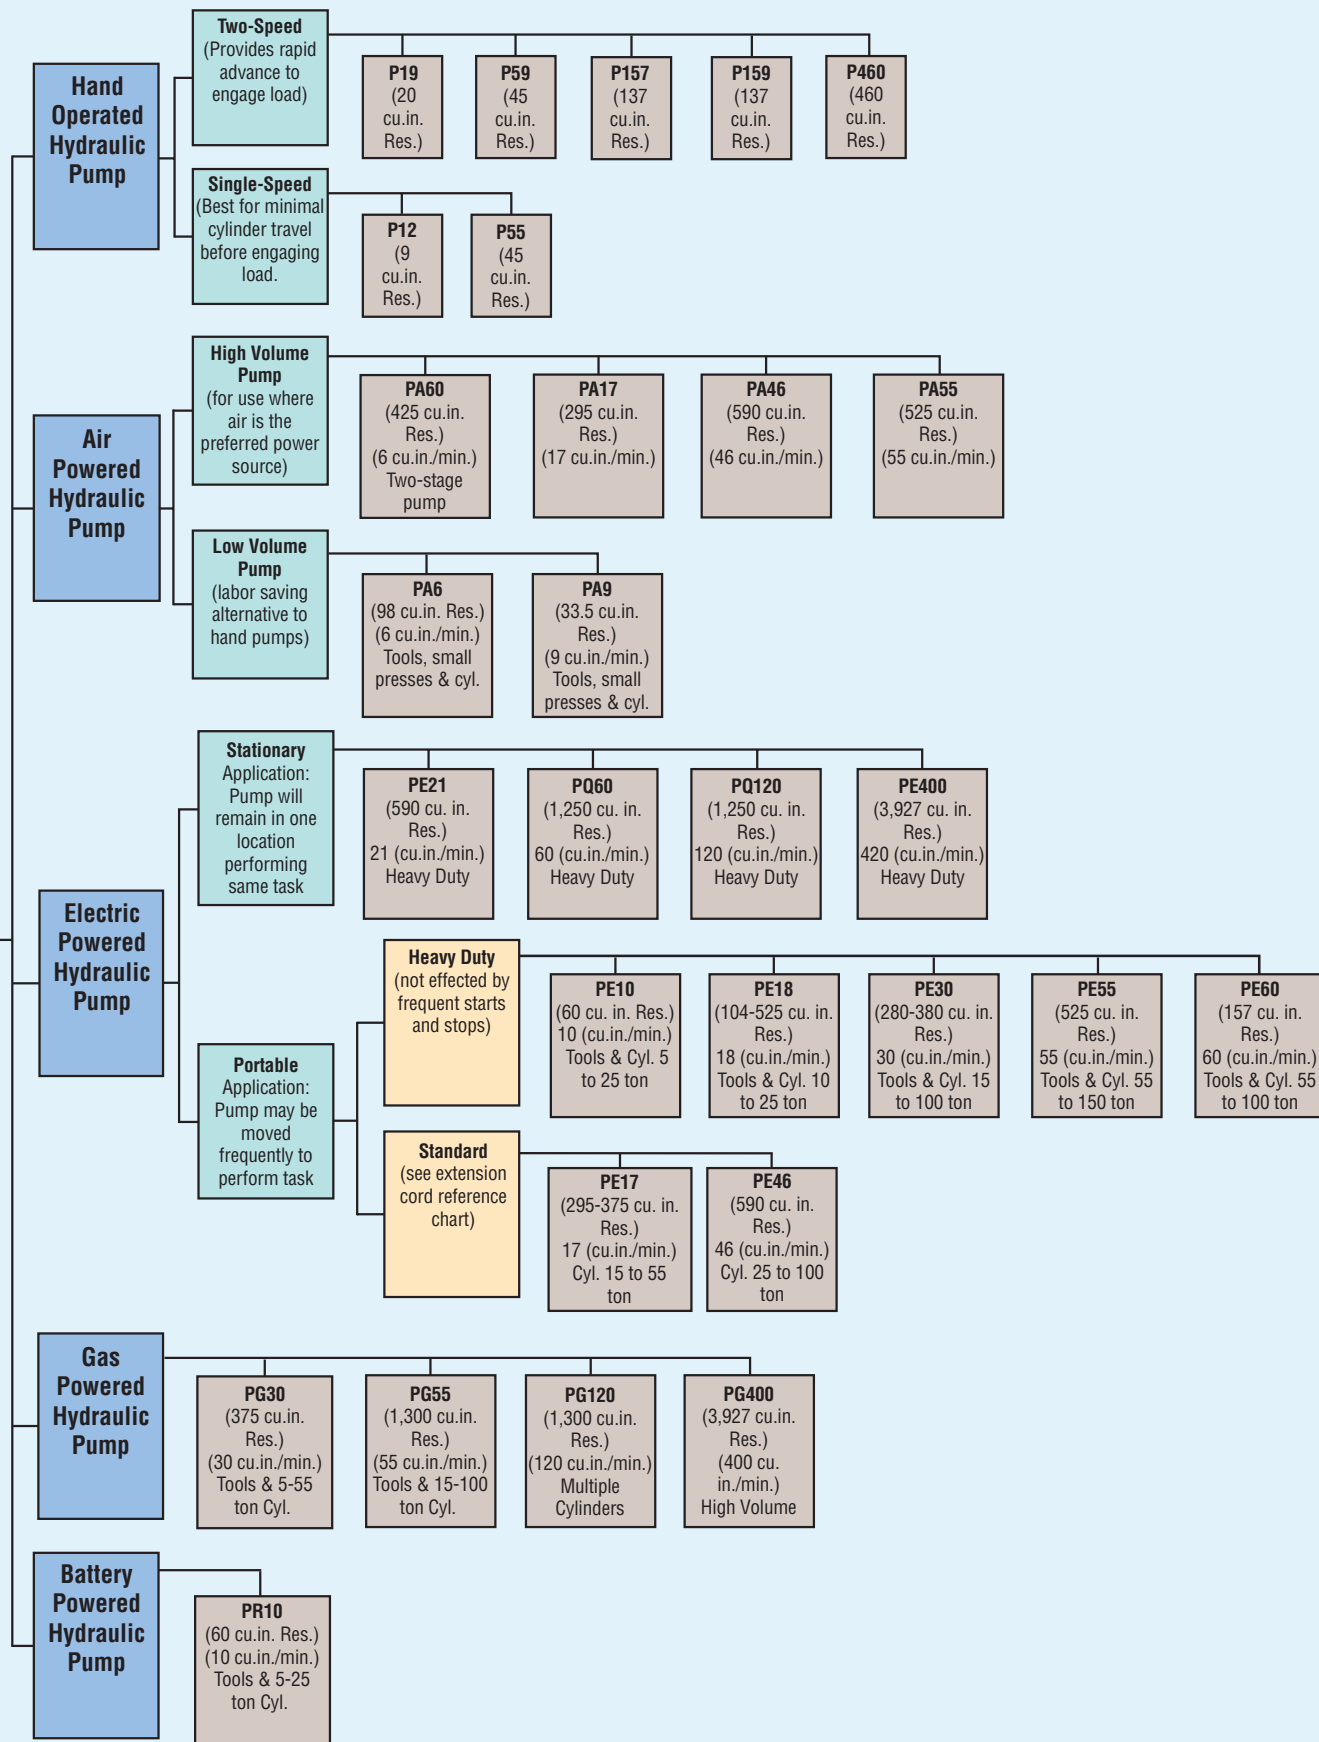 Hand
Operated
Hydraulic
Pump
Two-Speed
(Provides rapid
advance to
engage load)
P19
(20
cu.in.
Res.)
P59
(45
cu.in.
Res.)
P157
(137
cu.in.
Res.)
P159
(137
cu.in.
Res.)
P460
(460
cu.in.
Res.)
Single-Speed
(Best for minimal
cylinder travel
before engaging
load.
P12
(9
cu.in.
Res.)
P55
(45
cu.in.
Res.)
Air
Powered
Hydraulic
Pump
High Volume
Pump
(for use where
air is the
preferred power
source)
PA60
(425 cu.in.
Res.)
(6 cu.in./min.)
Two-stage
pump
PA17
(295 cu.in.
Res.)
(17 cu.in./min.)
PA46
(590 cu.in.
Res.)
(46 cu.in./min.)
PA55
(525 cu.in.
Res.)
(55 cu.in./min.)
Low Volume
Pump
(labor saving
alternative to
hand pumps)
PA6
(98 cu.in. Res.)
(6 cu.in./min.)
Tools, small
presses & cyl.
PA9
(33.5 cu.in.
Res.)
(9 cu.in./min.)
Tools, small
presses & cyl.
Electric
Powered
Hydraulic
Pump
Stationary
Application:
Pump will
remain in one
location
performing
same task
PE21
(590 cu. in.
Res.)
21 (cu.in./min.)
Heavy Duty
PQ60
(1,250 cu. in.
Res.)
60 (cu.in./min.)
Heavy Duty
PQ120
(1,250 cu. in.
Res.)
120 (cu.in./min.)
Heavy Duty
PE400
(3,927 cu. in.
Res.)
420 (cu.in./min.)
Heavy Duty
Portable
Application:
Pump may be
moved
frequently to
perform task
Heavy Duty
(not effected by
frequent starts
and stops)
PE10
(60 cu. in. Res.)
10 (cu.in./min.)
Tools & Cyl. 5
to 25 ton
PE18
(104-525 cu. in.
Res.)
18 (cu.in./min.)
Tools & Cyl. 10
to 25 ton
PE30
(280-380 cu. in.
Res.)
30 (cu.in./min.)
Tools & Cyl. 15
to 100 ton
PE55
(525 cu. in.
Res.)
55 (cu.in./min.)
Tools & Cyl. 55
to 150 ton
PE60
(157 cu. in.
Res.)
60 (cu.in./min.)
Tools & Cyl. 55
to 100 ton
Standard
(see extension
cord reference
chart)
PE17
(295-375 cu. in.
Res.)
17 (cu.in./min.)
Cyl. 15 to 55
ton
PE46
(590 cu. in.
Res.)
46 (cu.in./min.)
Cyl. 25 to 100
ton
Gas
Powered
Hydraulic
Pump
PG30
(375 cu.in.
Res.)
(30 cu.in./min.)
Tools & 5-55
ton Cyl.
PG55
(1,300 cu.in.
Res.)
(55 cu.in./min.)
Tools & 15-100
ton Cyl.
PG120
(1,300 cu.in.
Res.)
(120 cu.in./min.)
Multiple
Cylinders
PG400
(3,927 cu.in.
Res.)
(400 cu.
in./min.)
High Volume
Battery
Powered
Hydraulic
Pump
PR10
(60 cu.in. Res.)
(10 cu.in./min.)
Tools & 5-25
ton Cyl.